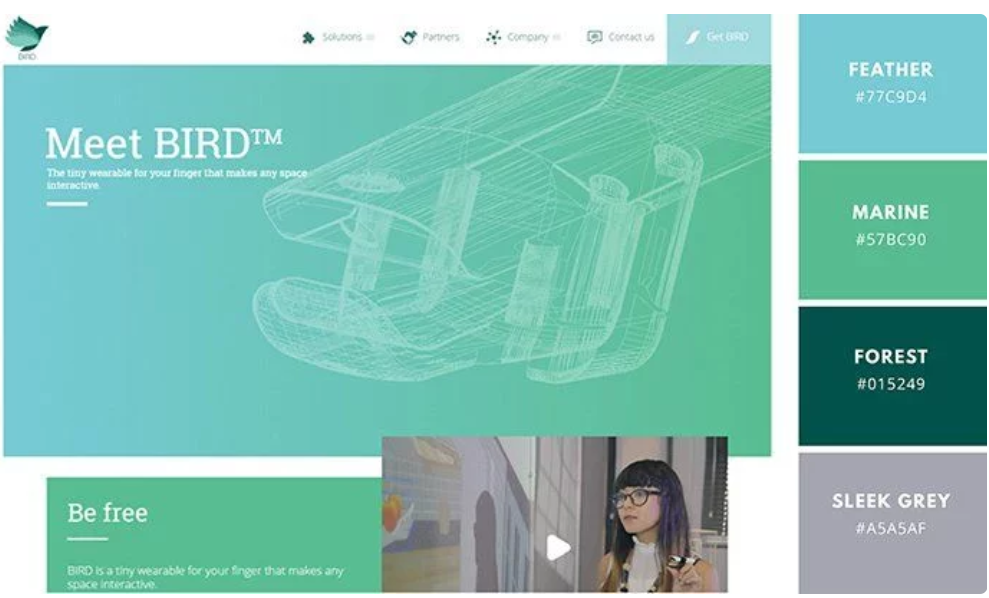 BIRD
Solutions
Partners
Company
Contact us
Get BIRD
Meet BIRD™
The tiny wearable for your finger that makes any space
interactive.
Be free
BIRD is a tiny wearable for your finger that makes any
space interactive.
FEATHER
#77C9D4
MARINE
#57BC90
FOREST
#015249
SLEEK GREY
#A5A5AF